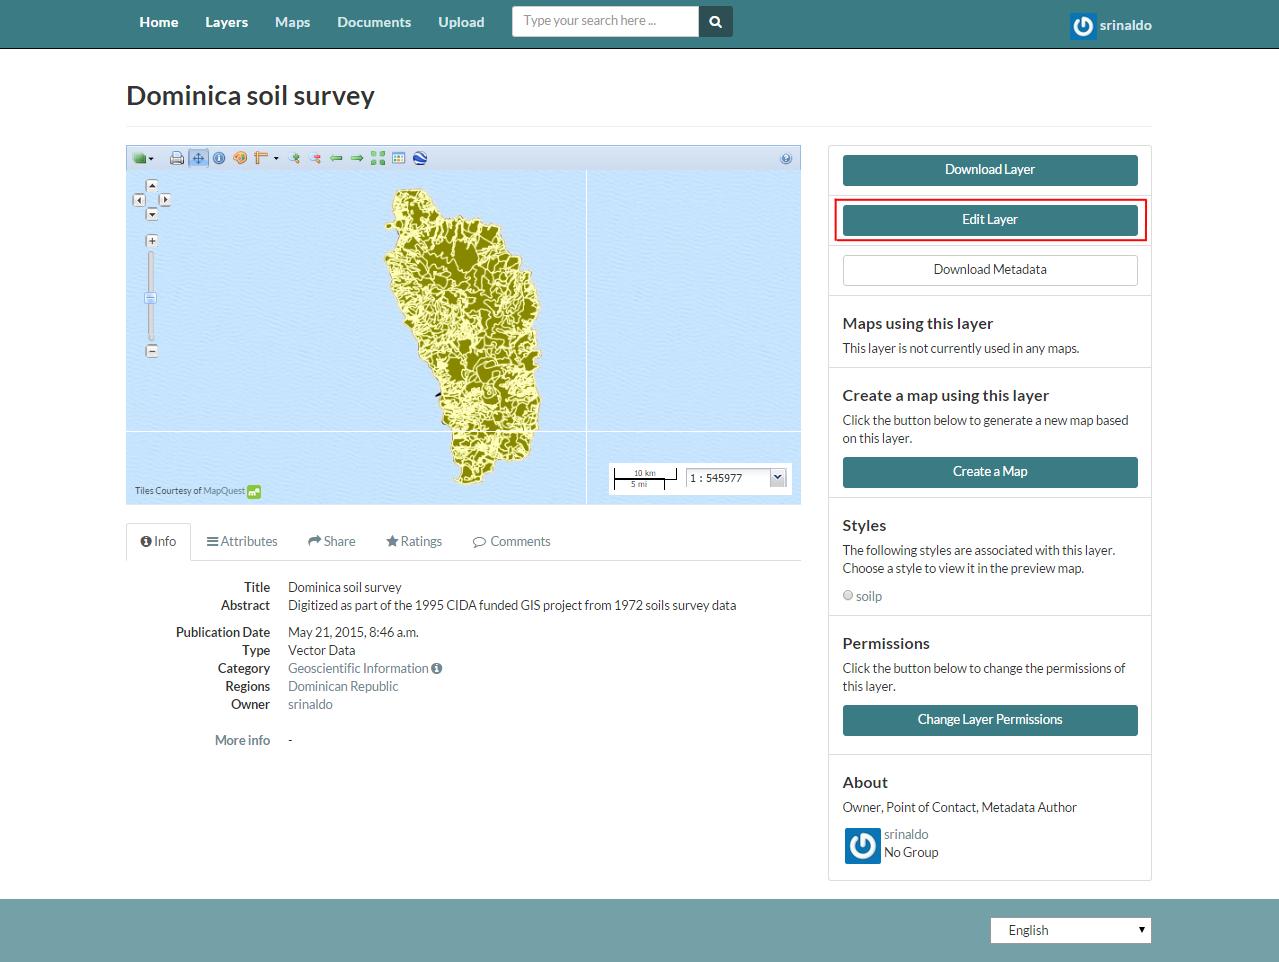 Home Layers Maps Documents Upload Type your search here ... srinaldo
Dominica soil survey
10 km
5 mi
1 : 545977
Tiles Courtesy of MapQuest
Info Attributes Share Ratings Comments
Title Dominica soil survey
Abstract Digitized as part of the 1995 CIDA funded GIS project from 1972 soils survey data
Publication Date May 21, 2015, 8:46 a.m.
Type Vector Data
Category Geoscientific Information
Regions Dominican Republic
Owner srinaldo
More info -
Download Layer
Edit Layer
Download Metadata
Maps using this layer
This layer is not currently used in any maps.
Create a map using this layer
Click the button below to generate a new map based
on this layer.
Create a Map
Styles
The following styles are associated with this layer.
Choose a style to view it in the preview map.
soilp
Permissions
Click the button below to change the permissions of
this layer.
Change Layer Permissions
About
Owner, Point of Contact, Metadata Author
srinaldo
No Group
English